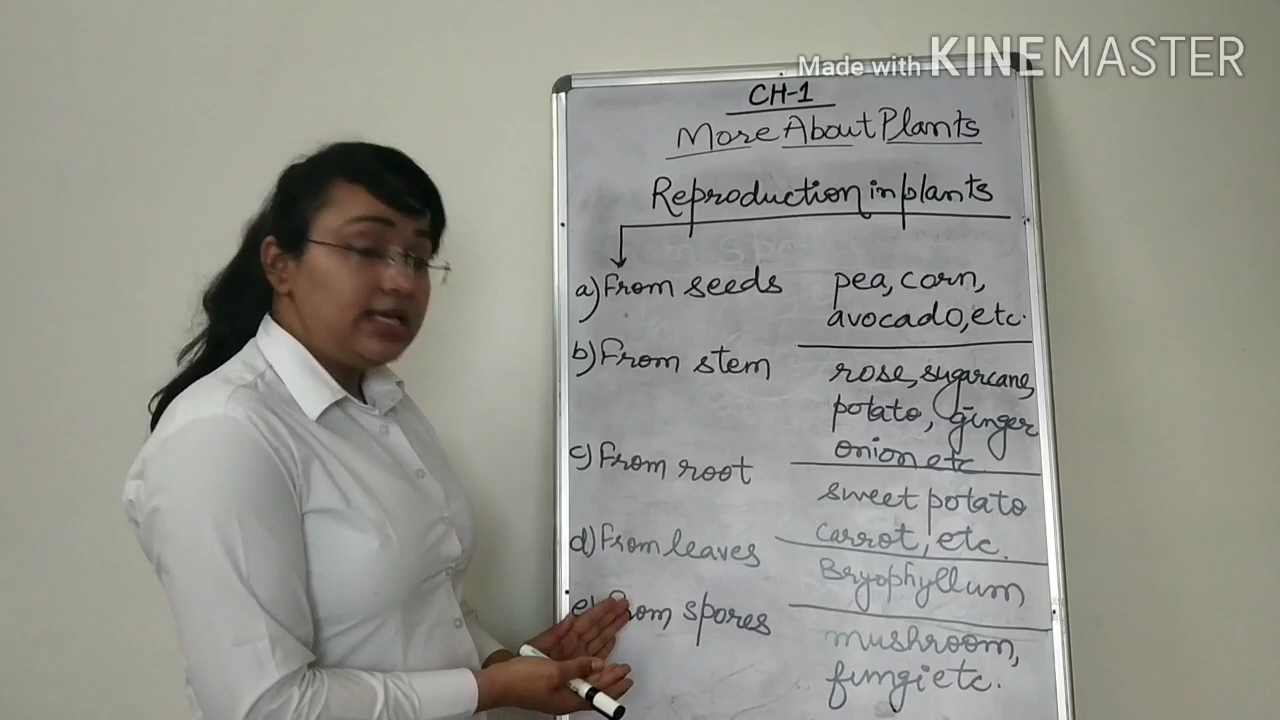 Made with KINEMASTER
CH-1
More About Plants
Reproduction in plants
a) From seeds
pea, corn,
avocado, etc.
b) From stem
rose, sugarcane,
potato, ginger
onion etc
c) From root
sweet potato
carrot, etc.
d) From leaves
Bryophyllum
e) From spores
mushroom,
fungi etc.